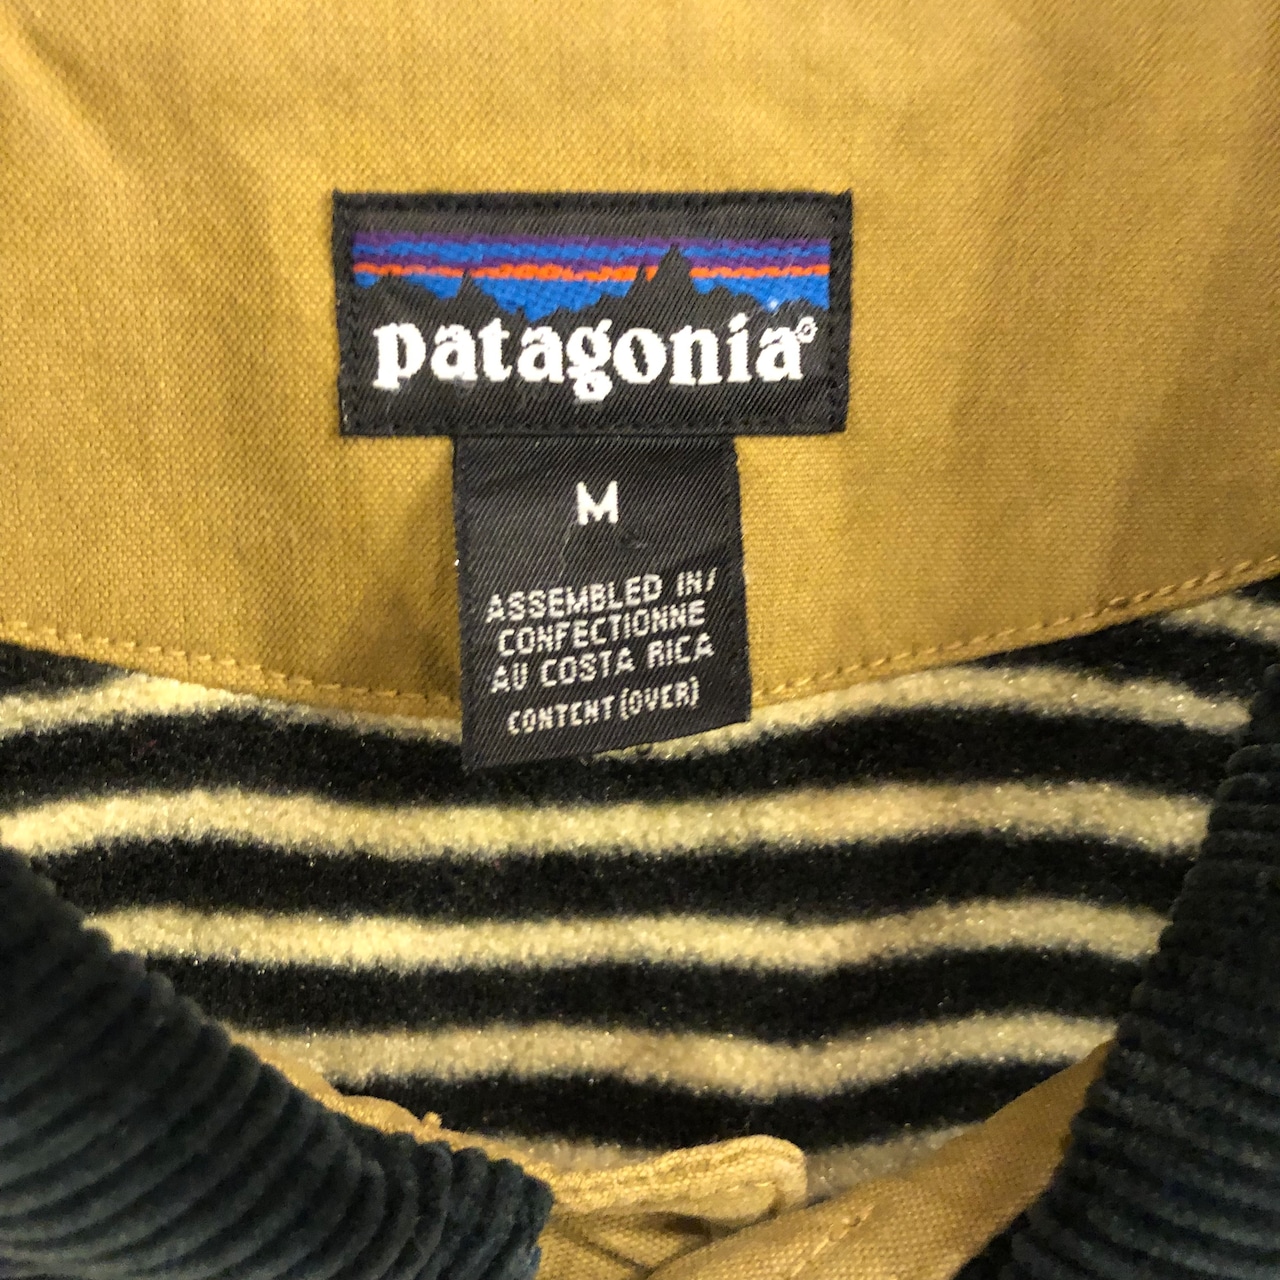 patagonia®
M
ASSEMBLED IN/
CONFECTIONNE
AU COSTA RICA
CONTENT (OVER)